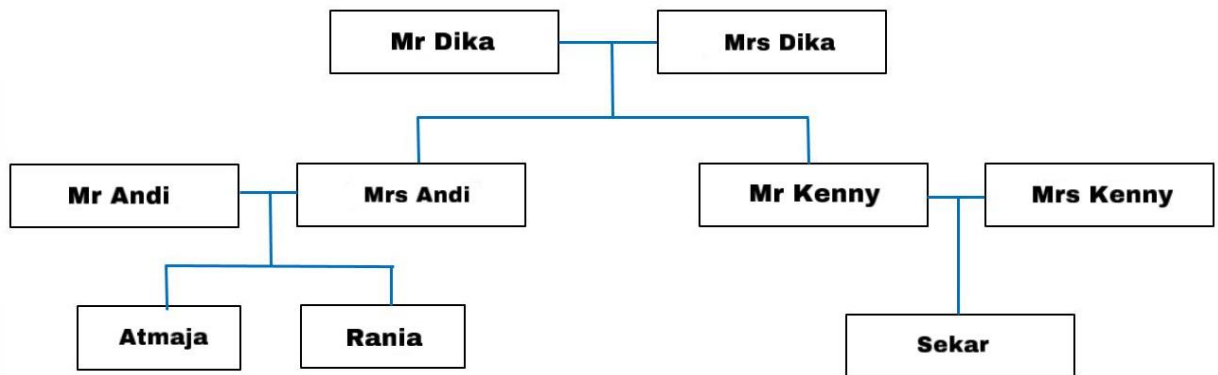 Mr Dika
Mrs Dika
Mr Andi
Mrs Andi
Mr Kenny
Mrs Kenny
Atmaja
Rania
Sekar